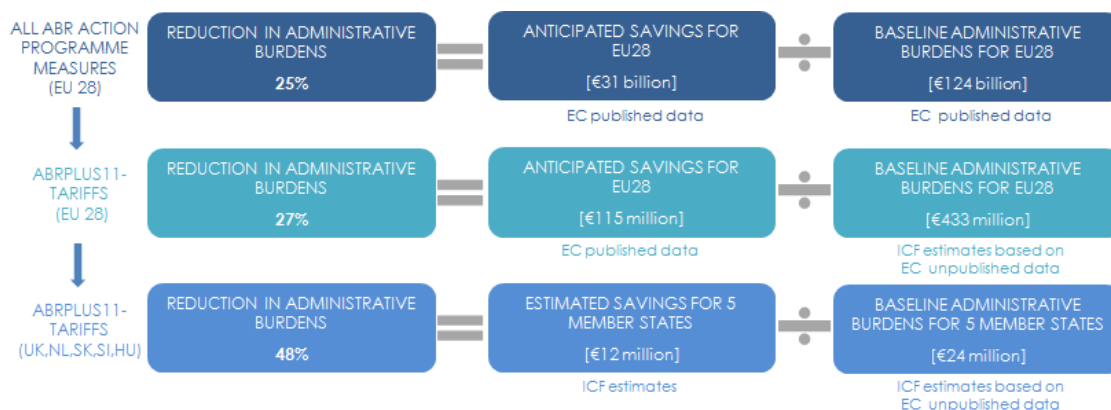 ALL ABR ACTION
PROGRAMME
MEASURES
(EU 28)
REDUCTION IN ADMINISTRATIVE
BURDENS
25%
ANTICIPATED SAVINGS FOR
EU28
[€31 billion]
EC published data
BASELINE ADMINISTRATIVE
BURDENS FOR EU28
[€124 billion]
EC published data
ABRPLUS11-
TARIFFS
(EU 28)
REDUCTION IN ADMINISTRATIVE
BURDENS
27%
ANTICIPATED SAVINGS FOR
EU28
[€115 million]
EC published data
BASELINE ADMINISTRATIVE
BURDENS FOR EU28
[€433 million]
ICF estimates based on
EC unpublished data
ABRPLUS11-
TARIFFS
(UK,NL,SK,SI,HU)
REDUCTION IN ADMINISTRATIVE
BURDENS
48%
ESTIMATED SAVINGS FOR 5
MEMBER STATES
[€12 million]
ICF estimates
BASELINE ADMINISTRATIVE
BURDENS FOR 5 MEMBER STATES
[€24 million]
ICF estimates based on
EC unpublished data